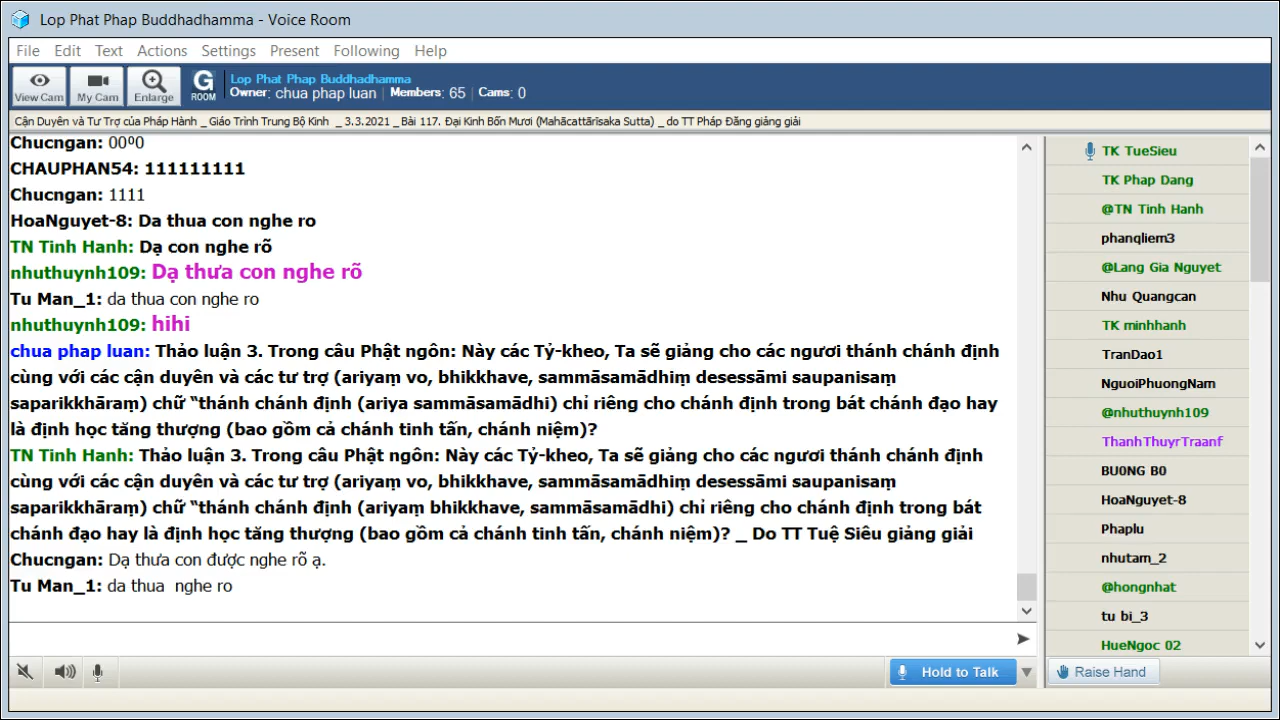 Lop Phat Phap Buddhadhamma - Voice Room
File Edit Text Actions Settings Present Following Help
View Cam My Cam Enlarge G ROOM
Lop Phat Phap Buddhadhamma
Owner: chua phap luan | Members: 65 | Cams: 0
Cận Duyên và Tư Trợ của Pháp Hành _ Giáo Trình Trung Bộ Kinh _ 3.3.2021 _ Bài 117. Đại Kinh Bốn Mươi (Mahācattārīsaka Sutta) _ do TT Pháp Đăng giảng giải
Chucngan: 00º0
CHAUPHAN54: 111111111
Chucngan: 1111
HoaNguyet-8: Da thua con nghe ro
TN Tinh Hanh: Dạ con nghe rõ
nhuthuynh109: Dạ thưa con nghe rõ
Tu Man_1: da thua con nghe ro
nhuthuynh109: hihi
chua phap luan: Thảo luận 3. Trong câu Phật ngôn: Này các Tỷ-kheo, Ta sẽ giảng cho các ngươi thánh chánh định
cùng với các cận duyên và các tư trợ (ariyaṃ vo, bhikkhave, sammāsamādhiṃ desessāmi saupanisaṃ
saparikkhāraṃ) chữ “thánh chánh định (ariya sammāsamādhi) chỉ riêng cho chánh định trong bát chánh đạo hay
là định học tăng thượng (bao gồm cả chánh tinh tấn, chánh niệm)?
TN Tinh Hanh: Thảo luận 3. Trong câu Phật ngôn: Này các Tỷ-kheo, Ta sẽ giảng cho các ngươi thánh chánh định
cùng với các cận duyên và các tư trợ (ariyaṃ vo, bhikkhave, sammāsamādhiṃ desessāmi saupanisaṃ
saparikkhāraṃ) chữ “thánh chánh định (ariyaṃ bhikkhave, sammāsamādhi) chỉ riêng cho chánh định trong bát
chánh đạo hay là định học tăng thượng (bao gồm cả chánh tinh tấn, chánh niệm)? _ Do TT Tuệ Siêu giảng giải
Chucngan: Dạ thưa con được nghe rõ ạ.
Tu Man_1: da thua nghe ro
TK TueSieu
TK Phap Dang
@TN Tinh Hanh
phanqliem3
@Lang Gia Nguyet
Nhu Quangcan
TK minhhanh
TranDao1
NguoiPhuongNam
@nhuthuynh109
ThanhThuyrTraanf
BU0NG B0
HoaNguyet-8
Phaplu
nhutam_2
@hongnhat
tu bi_3
HueNgoc 02
Hold to Talk
Raise Hand